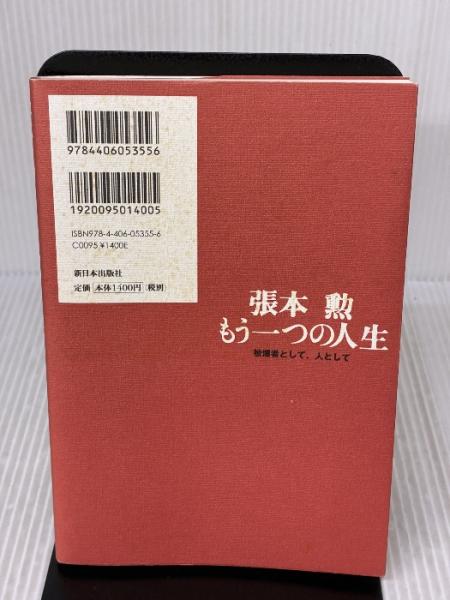 9784406053556
1920095014005
ISBN978-4-406-05355-6
C0095 ¥1400E
新日本出版社
定価 本体1400円 (税別)
張本 勲
もう一つの人生
被爆者として、人として